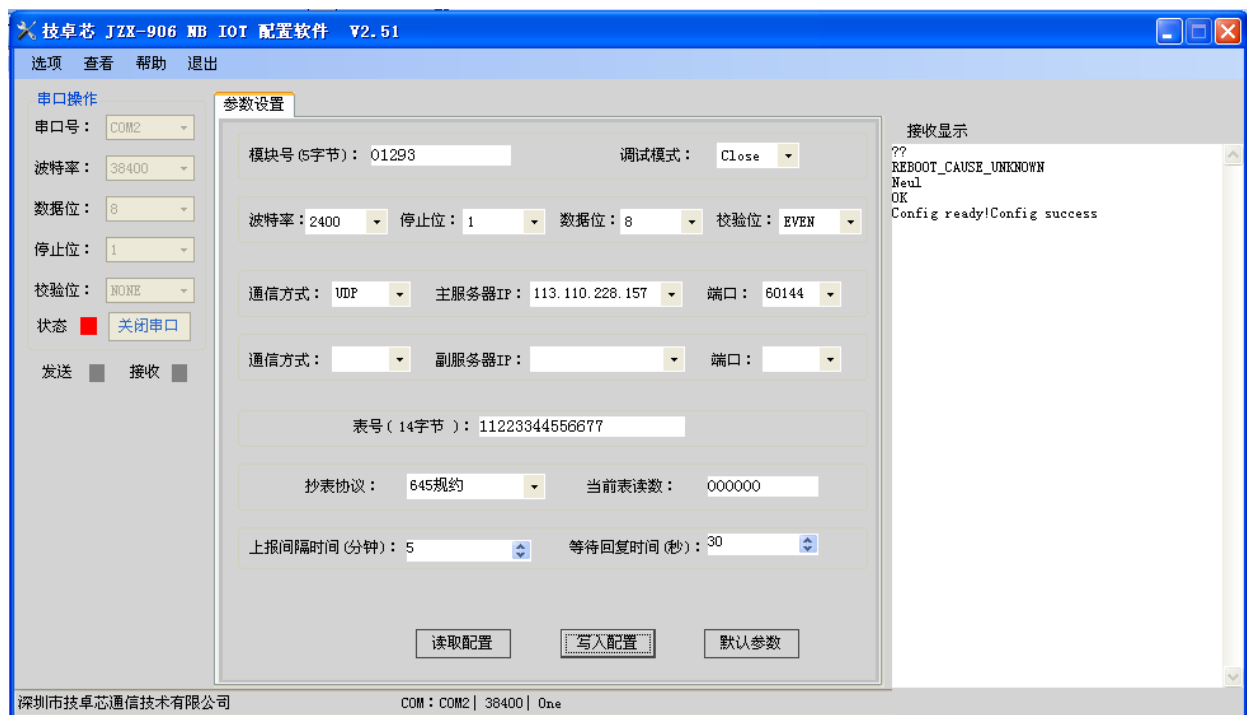 技卓芯 JZX-906 NB IOT 配置软件 V2.51
选项 查看 帮助 退出
串口操作
串口号： COM2
波特率： 38400
数据位： 8
停止位： 1
校验位： NONE
状态 关闭串口
发送 接收
参数设置
模块号(5字节)： 01293 调试模式： Close
波特率：2400 停止位：1 数据位：8 校验位：EVEN
通信方式： UDP 主服务器IP：113.110.228.157 端口： 60144
通信方式： 副服务器IP： 端口：
表号( 14字节 )：11223344556677
抄表协议： 645规约 当前表读数： 000000
上报间隔时间(分钟)：5 等待回复时间(秒)：30
读取配置 写入配置 默认参数
接收显示
??
REBOOT_CAUSE_UNKNOWN
Neul
OK
Config ready!Config success
深圳市技卓芯通信技术有限公司 COM：COM2| 38400| One